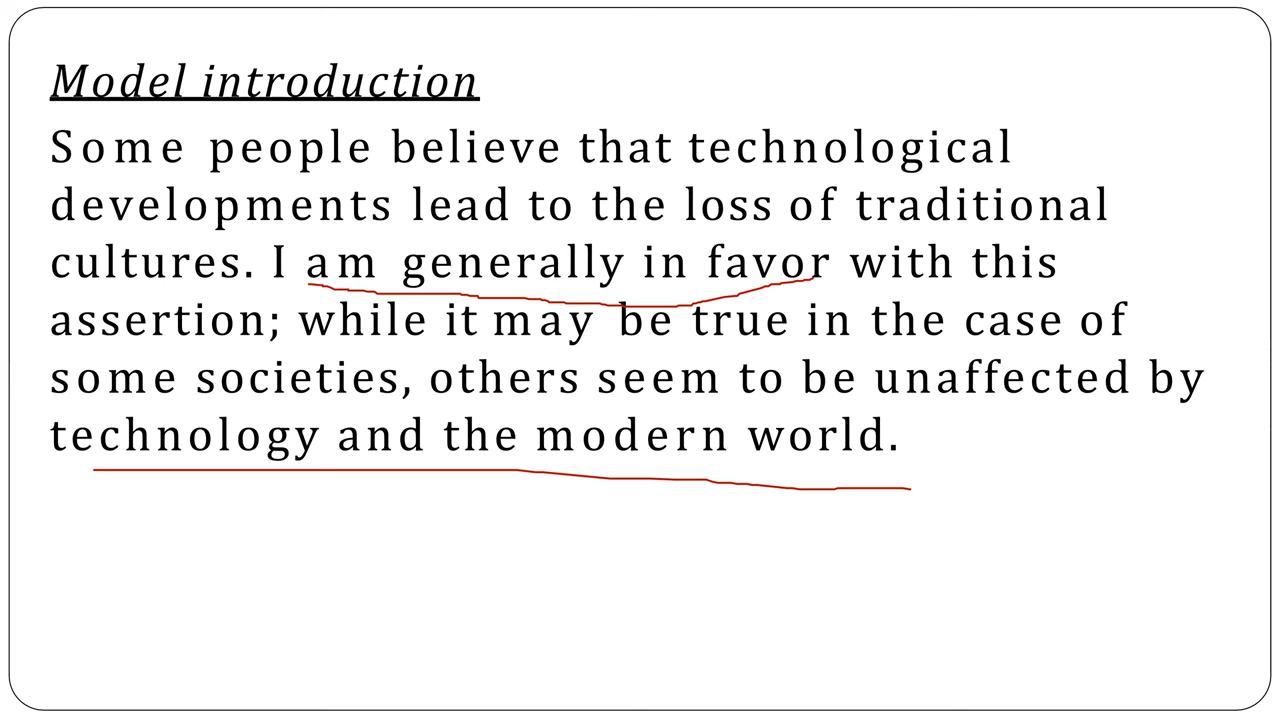 Model introduction
Some people believe that technological
developments lead to the loss of traditional
cultures. I am generally in favor with this
assertion; while it may be true in the case of
some societies, others seem to be unaffected by
technology and the modern world.